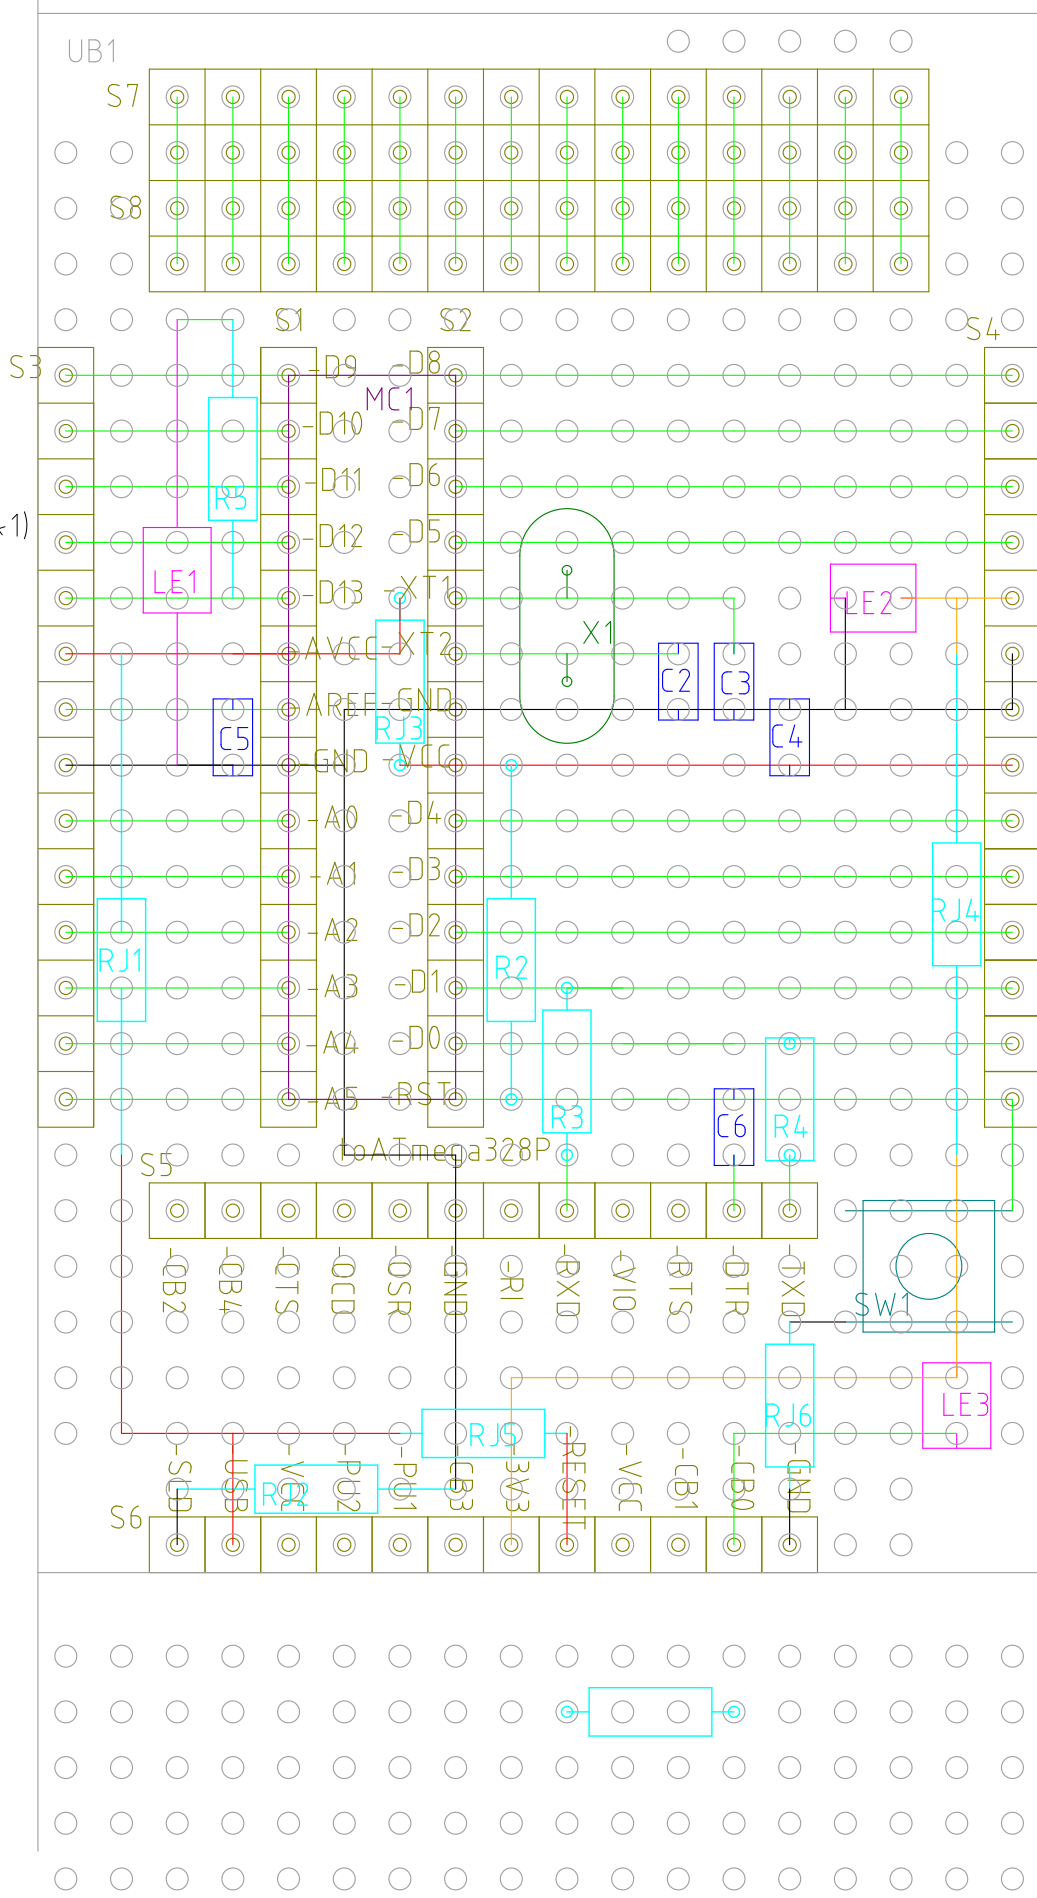 UB1
S7
S8
S1
S2
S4
S3
-D9
-D8
MC1
-D10
-D7
-D11
-D6
R5
*1)
-D12
-D5
LE1
-D13
-XT1
LE2
X1
-AVCC
-XT2
C2
C3
-AREF
-GND
RJ3
C5
C4
-GND
-VCC
-A0
-D4
-A1
-D3
-A2
-D2
RJ4
RJ1
R2
-A3
-D1
-A4
-D0
-A5
-RST
R3
C6
R4
toATmega328P
S5
-CB2
-CB4
-CTS
-DCD
-DSR
-GND
-RI
-RXD
-VIO
-RTS
-DTR
-TXD
SW1
LE3
RJ6
RJ5
-SUD
USB
-VCC
-PU2
-PU1
-CB3
-3V3
-RESET
-VCC
-CB1
-CB0
-GND
RJ2
S6